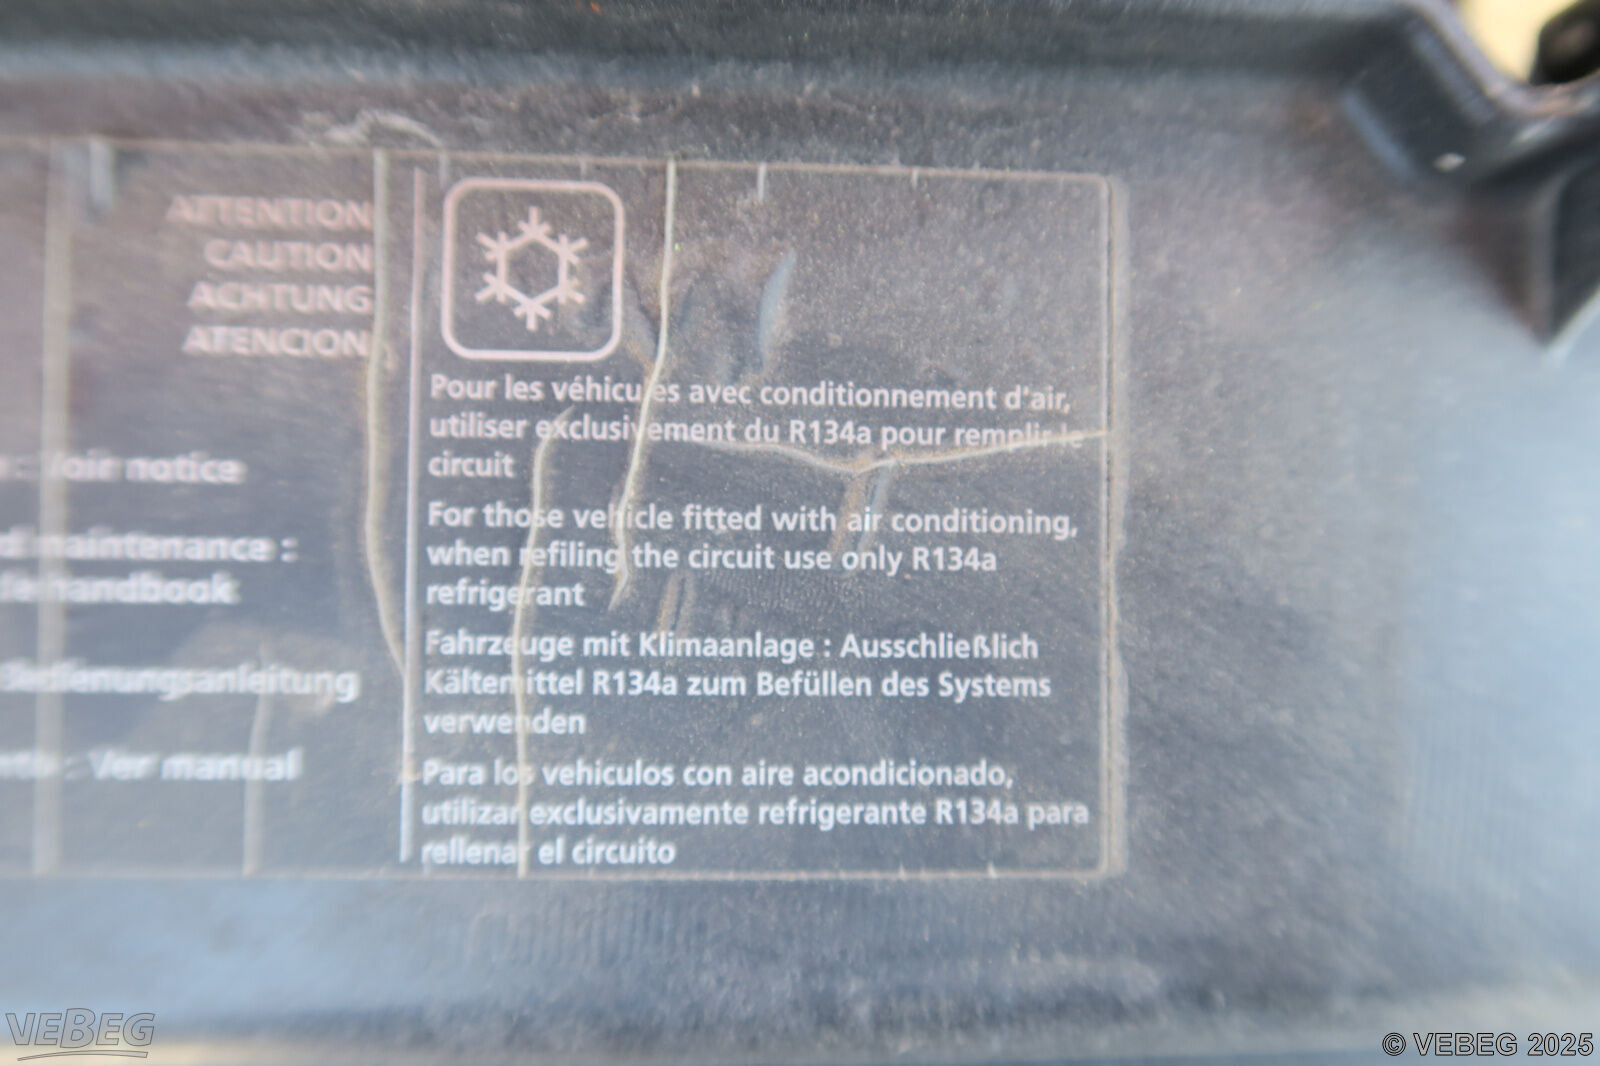 ATTENTION
CAUTION
ACHTUNG
ATENCION
: Voir notice
maintenance :
handbook
Bedienungsanleitung
: Ver manual
Pour les véhicules avec conditionnement d'air,
utiliser exclusivement du R134a pour remplir le
circuit
For those vehicle fitted with air conditioning,
when refiling the circuit use only R134a
refrigerant
Fahrzeuge mit Klimaanlage : Ausschließlich
Kältemittel R134a zum Befüllen des Systems
verwenden
Para los vehiculos con aire acondicionado,
utilizar exclusivamente refrigerante R134a para
rellenar el circuito
VEBEG
© VEBEG 2025